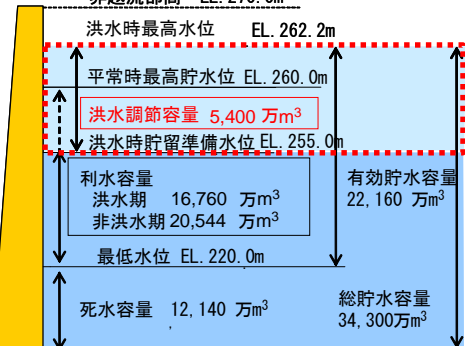 洪水時最高水位 EL.262.2m
平常時最高貯水位 EL.260.0m
洪水調節容量 5,400 万m³
洪水時貯留準備水位 EL.255.0m
利水容量
洪水期 16,760 万m³
非洪水期 20,544 万m³
有効貯水容量
22,160 万m³
最低水位 EL.220.0m
死水容量 12,140 万m³
総貯水容量
34,300万m³